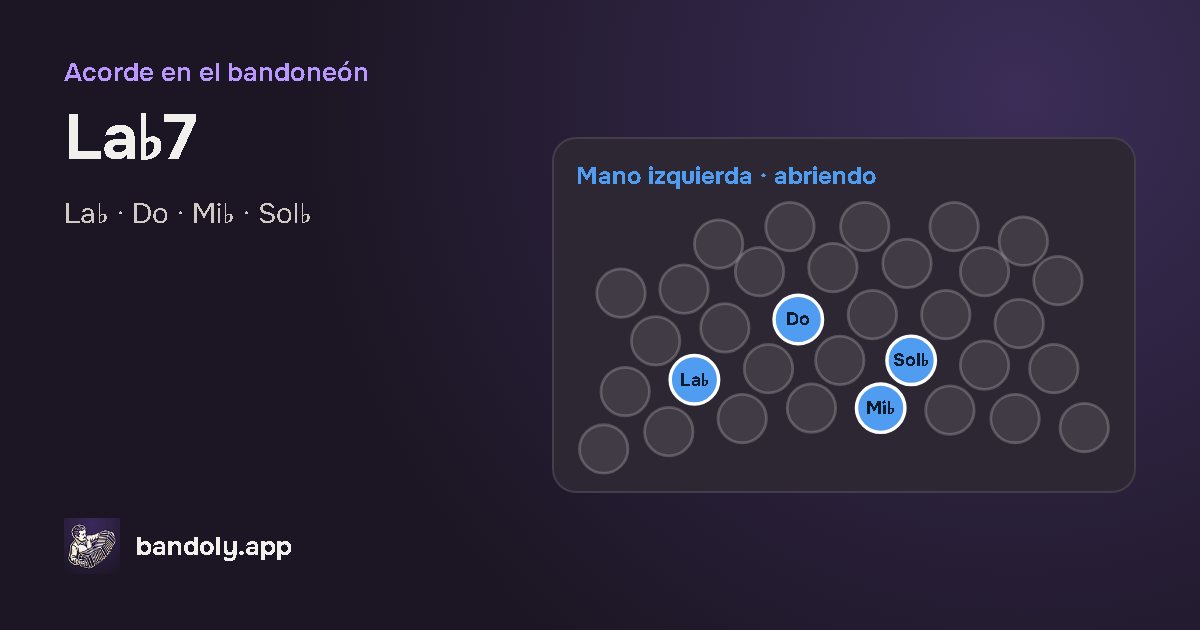 Acorde en el bandoneón
La♭7
La♭ · Do · Mi♭ · Sol♭
Mano izquierda · abriendo
Do
Sol♭
La♭
Mi♭
bandoly.app